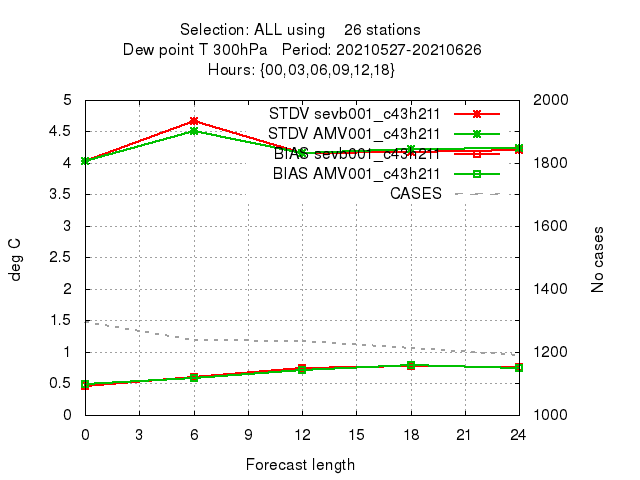 Selection: ALL using 26 stations
Dew point T 300hPa Period: 20210527-20210626
Hours: {00,03,06,09,12,18}
5 2000
STDV sevb001_c43h211
4.5
STDV AMV001_c43h211
4 1800
BIAS sevb001_c43h211
BIAS AMV001_c43h211
3.5
CASES
3 1600
2.5
deg C
No cases
2 1400
1.5
1 1200
0.5
0 1000
0 3 6 9 12 15 18 21 24
Forecast length